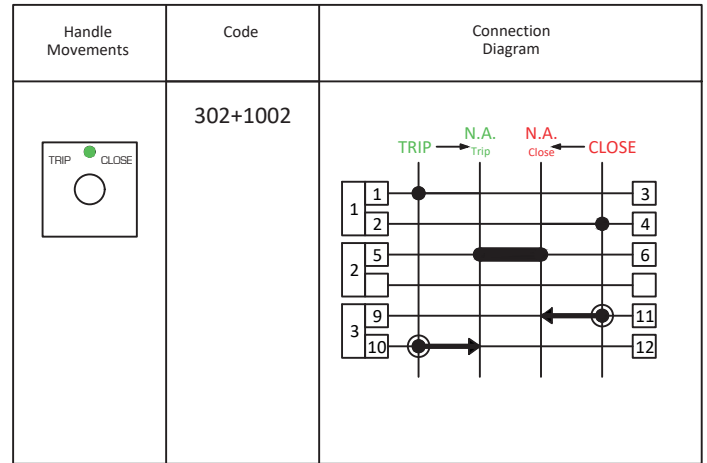 Handle
Movements
Code
Connection
Diagram
302+1002
TRIP
CLOSE
TRIP
N.A.
Trip
N.A.
Close
CLOSE
1
1
3
2
4
2
5
6
3
9
11
10
12